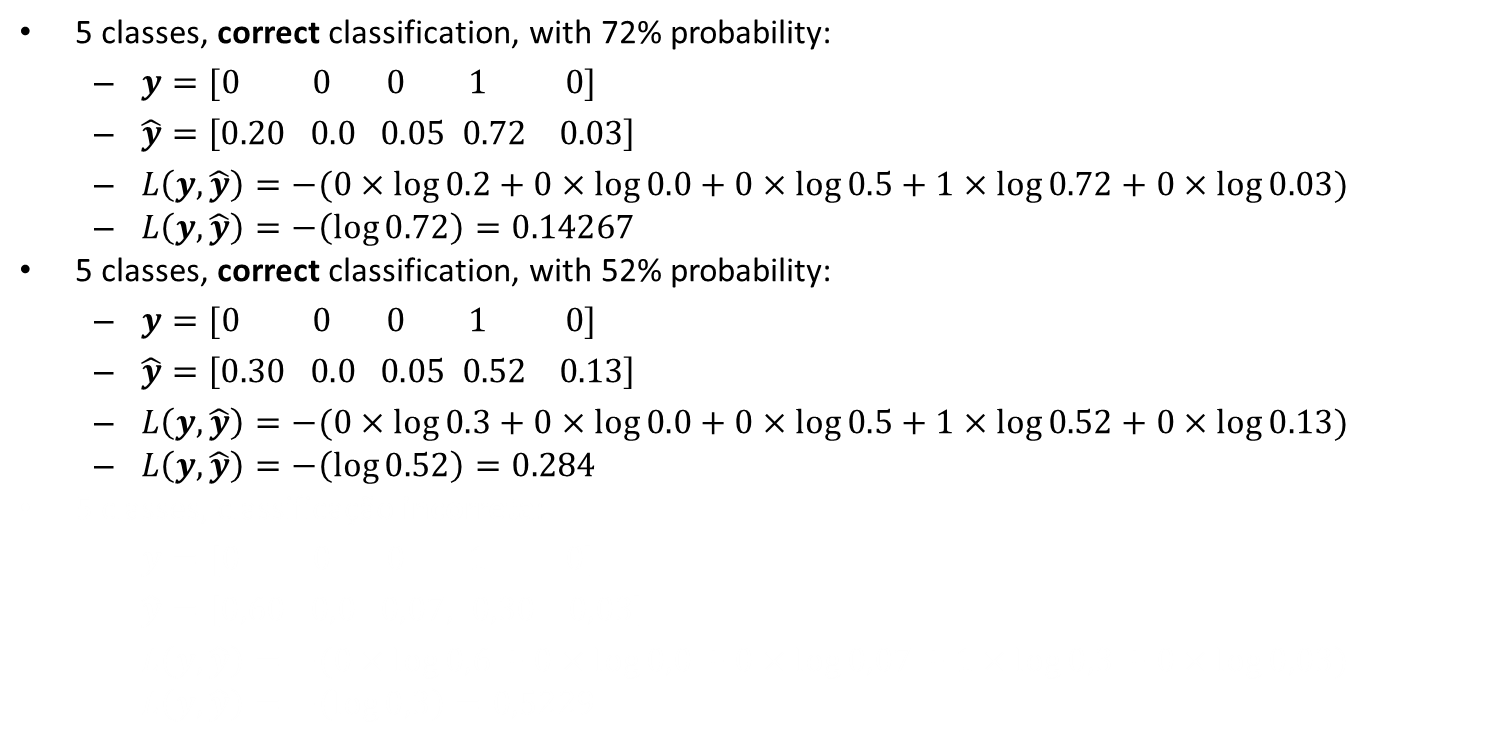 • 5 classes, correct classification, with 72% probability:
– y = [0 0 0 1 0]
– ŷ = [0.20 0.0 0.05 0.72 0.03]
– L(y, ŷ) = −(0 × log 0.2 + 0 × log 0.0 + 0 × log 0.5 + 1 × log 0.72 + 0 × log 0.03)
– L(y, ŷ) = −(log 0.72) = 0.14267
• 5 classes, correct classification, with 52% probability:
– y = [0 0 0 1 0]
– ŷ = [0.30 0.0 0.05 0.52 0.13]
– L(y, ŷ) = −(0 × log 0.3 + 0 × log 0.0 + 0 × log 0.5 + 1 × log 0.52 + 0 × log 0.13)
– L(y, ŷ) = −(log 0.52) = 0.284